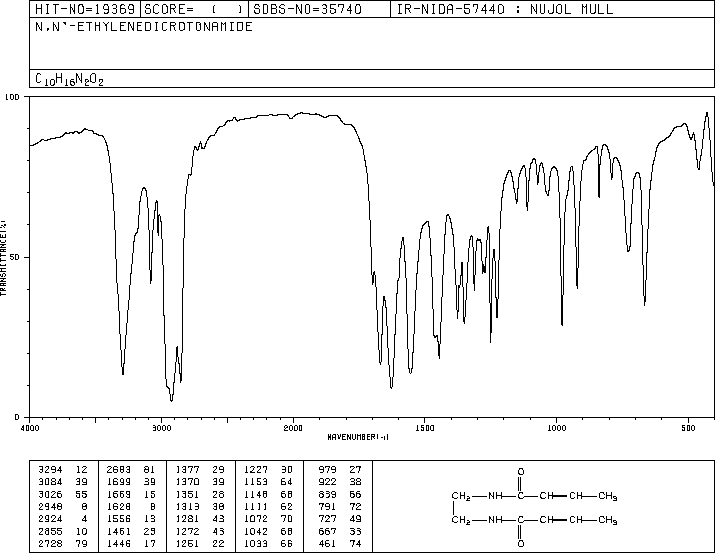 HIT-NO=19369 SCORE= ( ) SDBS-NO=35740 IR-NIDA-57440 : NUJOL MULL
N,N'-ETHYLENEDICROTONAMIDE
C10H16N2O2
100
TRANSMITTANCE(%)
50
0
4000 3000 2000 1500 1000 500
WAVENUMBER(-1)
3294 12 2683 81 1377 29 1227 30 979 27
3084 39 1699 39 1370 39 1153 64 922 38
3026 55 1669 15 1351 28 1148 68 839 66
2948 8 1628 8 1313 38 1111 62 791 72
2924 4 1556 13 1281 43 1072 70 727 49
2855 10 1461 25 1272 43 1042 68 667 33
2728 79 1446 17 1251 22 1033 66 461 74
O
CH2 NH C CH CH CH3
CH2 NH C CH CH CH3
O